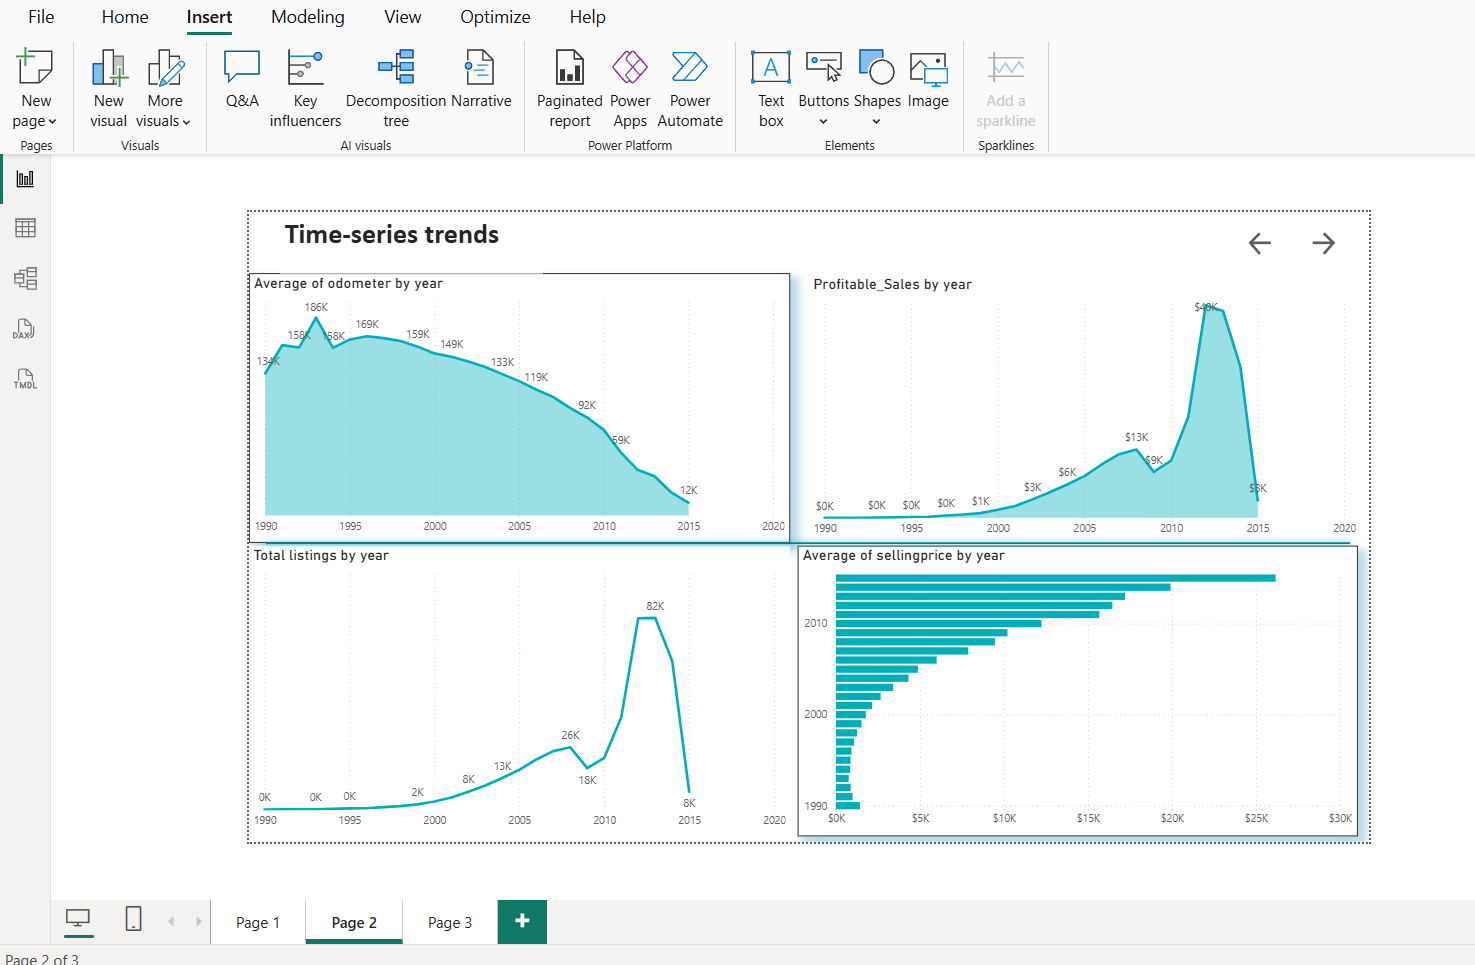 File Home Insert Modeling View Optimize Help
New page
New visual
More visuals
Q&A
Key influencers
Decomposition tree
Narrative
Paginated report
Power Apps
Power Automate
A
Text box
Buttons
Shapes
Image
Add a sparkline
Pages Visuals AI visuals Power Platform Elements Sparklines
DAX
TMDL
Time-series trends
Average of odometer by year
134K 158K 186K 158K 169K 159K 149K 133K 119K 92K 59K 12K
1990 1995 2000 2005 2010 2015 2020
Profitable_Sales by year
$0K $0K $0K $0K $1K $3K $6K $13K $9K
1990 1995 2000 2005 2010 2015 2020
Total listings by year
0K 0K 0K 2K 8K 13K 26K 18K 82K 8K
1990 1995 2000 2005 2010 2015 2020
Average of sellingprice by year
2010
2000
1990
$0K $5K $10K $15K $20K $25K $30K
Page 1 Page 2 Page 3 +
Page 2 of 3